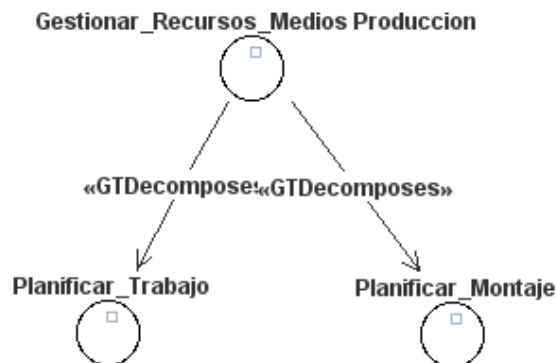 Gestionar_Recursos_Medios Produccion
«GTDecomposes
«GTDecomposes»
Planificar_Trabajo
Planificar_Montaje